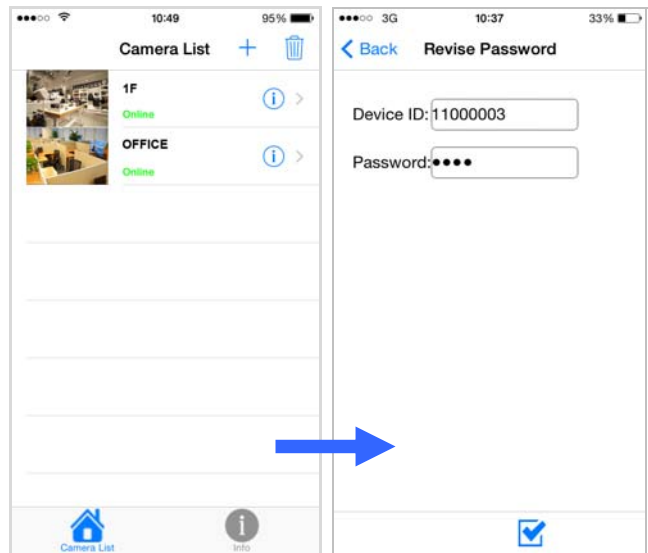 10:49
95%
Camera List
1F
Online
OFFICE
Online
Camera List
Info
3G
10:37
33%
Back
Revise Password
Device ID: 11000003
Password: ••••